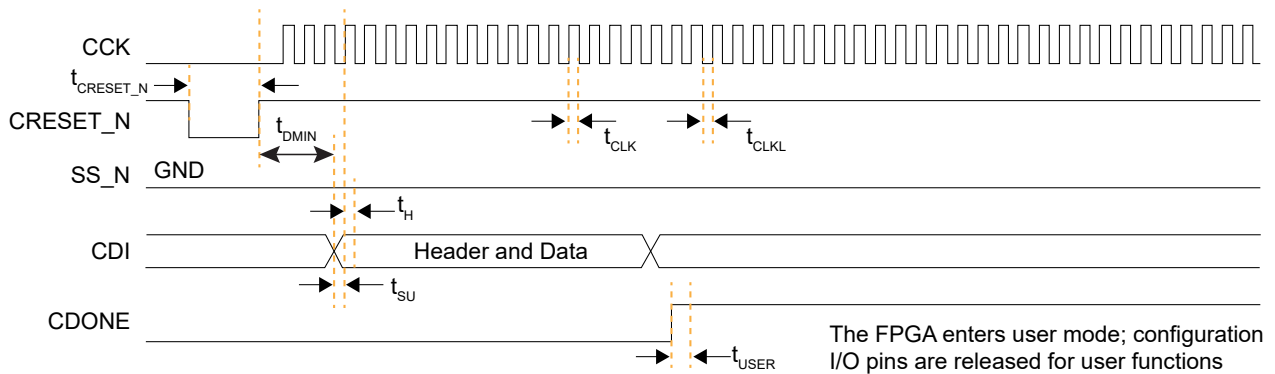 CCK
tCRESET_N
CRESET_N
tDMIN
tCLK
tCLKL
SS_N
GND
tH
CDI
Header and Data
tSU
CDONE
tUSER
The FPGA enters user mode; configuration
I/O pins are released for user functions